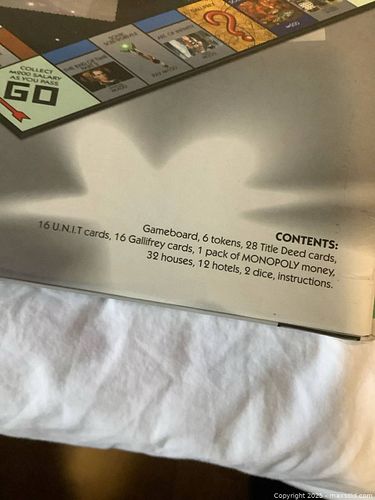 COLLECT
M200 SALARY
AS YOU PASS
GO
CONTENTS:
Gameboard, 6 tokens, 28 Title Deed cards,
16 U.N.I.T cards, 16 Gallifrey cards, 1 pack of MONOPOLY money,
32 houses, 12 hotels, 2 dice, instructions.
Copyright 2025 - maxsold.com